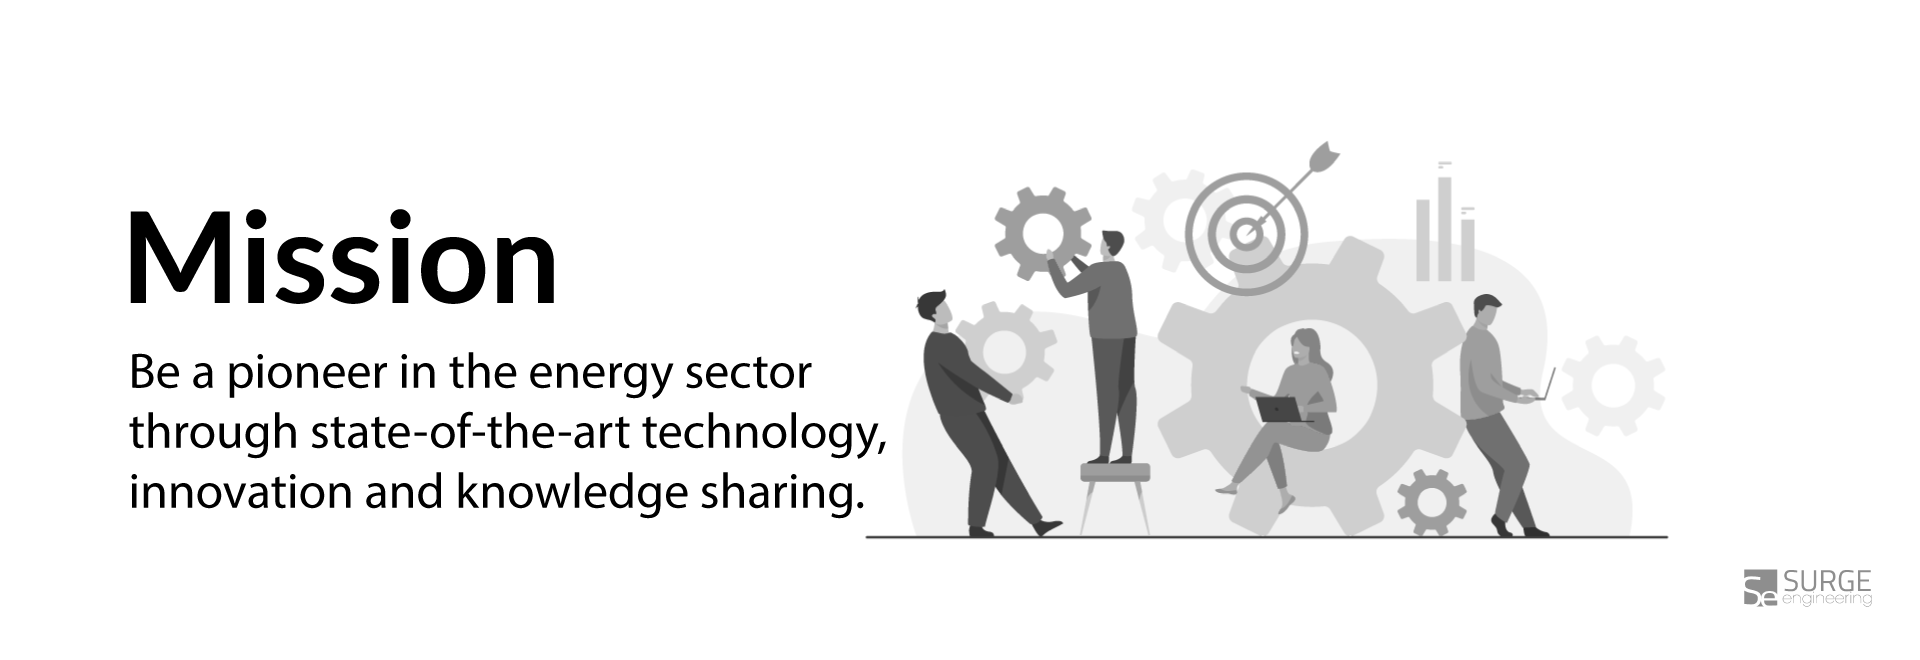 Mission
Be a pioneer in the energy sector
through state-of-the-art technology,
innovation and knowledge sharing.
Se SURGE
engineering